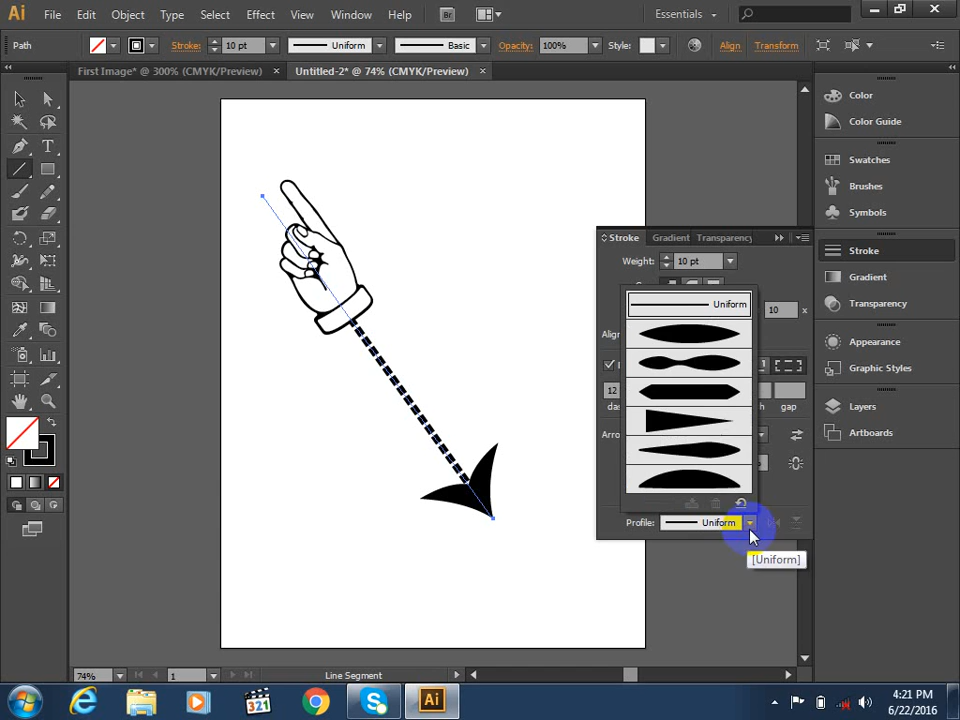 Ai File Edit Object Type Select Effect View Window Help Br Essentials
Path Stroke: 10 pt Uniform Basic Opacity: 100% Style: Align Transform
First Image* @ 300% (CMYK/Preview) × Untitled-2* @ 74% (CMYK/Preview) ×
Color
Color Guide
Swatches
Brushes
Symbols
Stroke Gradient Transparency
Weight: 10 pt
Stroke
Gradient
Uniform
10 x
Transparency
Appearance
Graphic Styles
12
gap
Layers
Artboards
Profile: Uniform
[Uniform]
74% 1 Line Segment
321 Ai 4:21 PM
6/22/2016